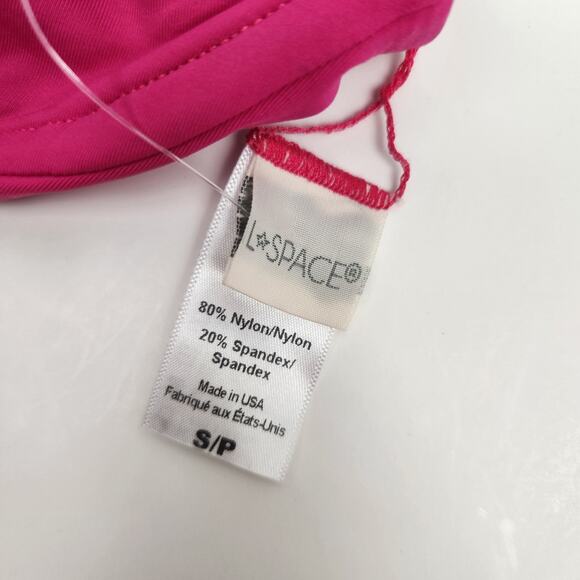 L☆SPACE®
80% Nylon/Nylon
20% Spandex/
Spandex
Made in USA
Fabriqué aux États-Unis
S/P